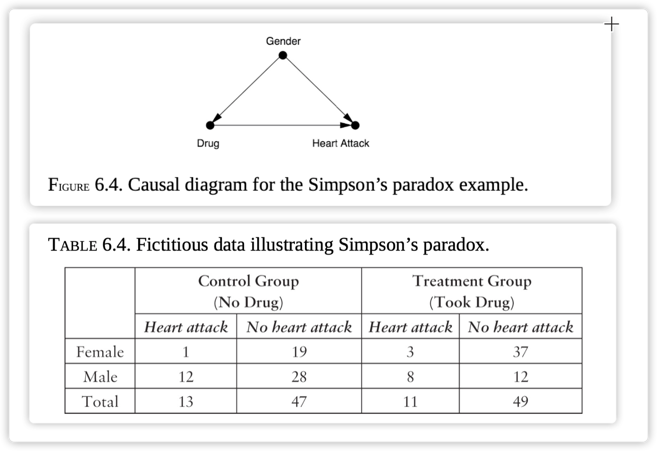 Gender
Drug
Heart Attack
FIGURE 6.4. Causal diagram for the Simpson’s paradox example.
TABLE 6.4. Fictitious data illustrating Simpson’s paradox.
Control Group Treatment Group
(No Drug) (Took Drug)
Heart attack No heart attack Heart attack No heart attack
Female 1 19 3 37
Male 12 28 8 12
Total 13 47 11 49